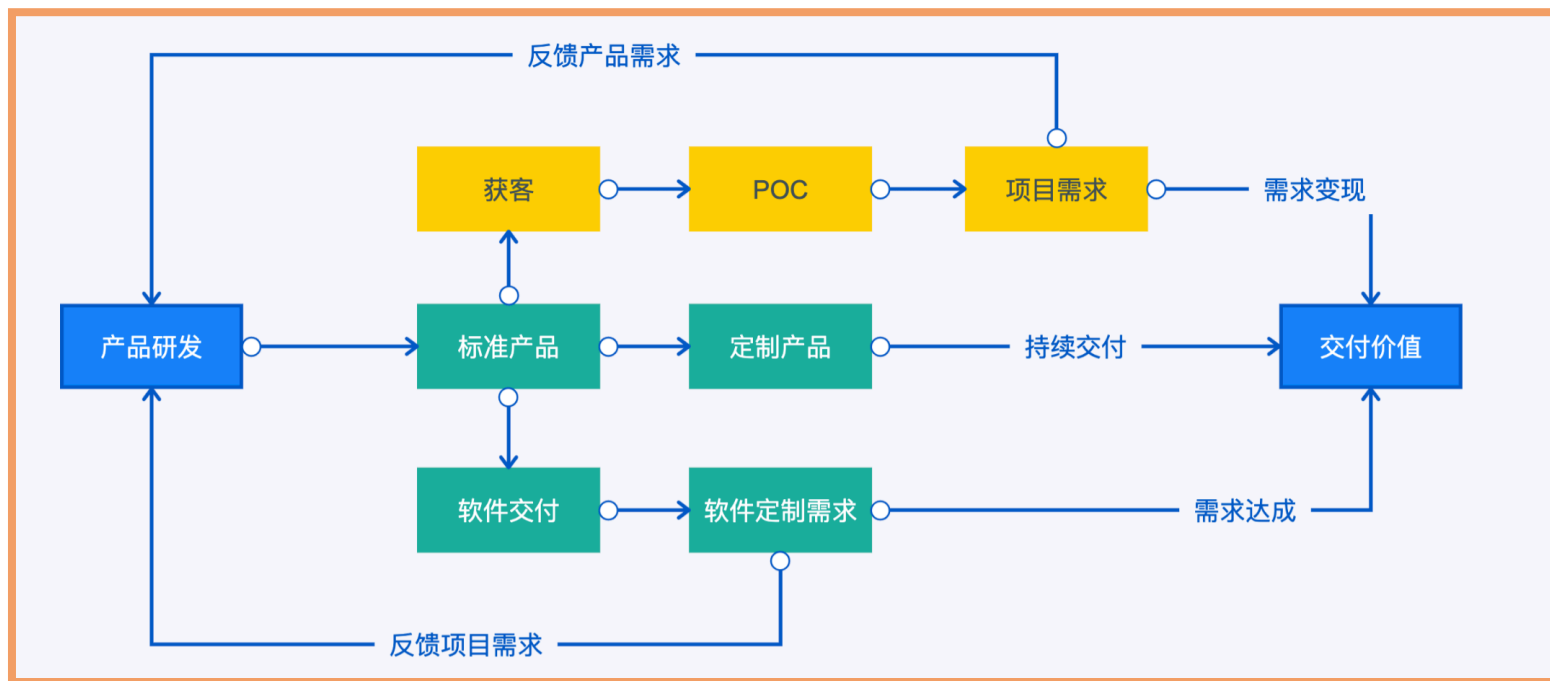 反馈产品需求
获客
POC
项目需求
需求变现
产品研发
标准产品
定制产品
持续交付
交付价值
软件交付
软件定制需求
需求达成
反馈项目需求